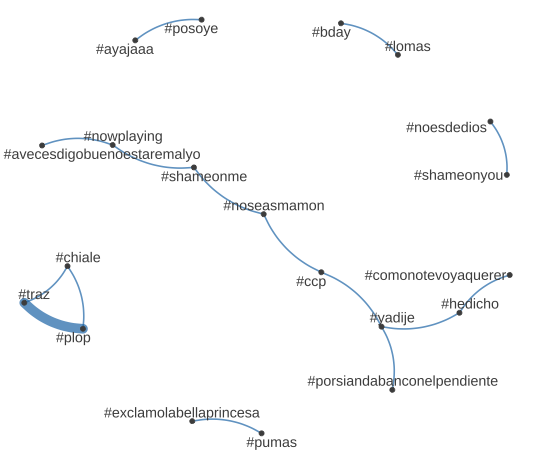 #posoye
#ayajaaa
#bday
#lomas
#nowplaying
#avecesdigobuenoestaremalyo
#shameonme
#noesdedios
#shameonyou
#noseasmamon
#chiale
#traz
#plop
#ccp
#comonotevoyaquerer
#hedicho
#yadije
#porsiandabanconelpendiente
#exclamolabellaprincesa
#pumas